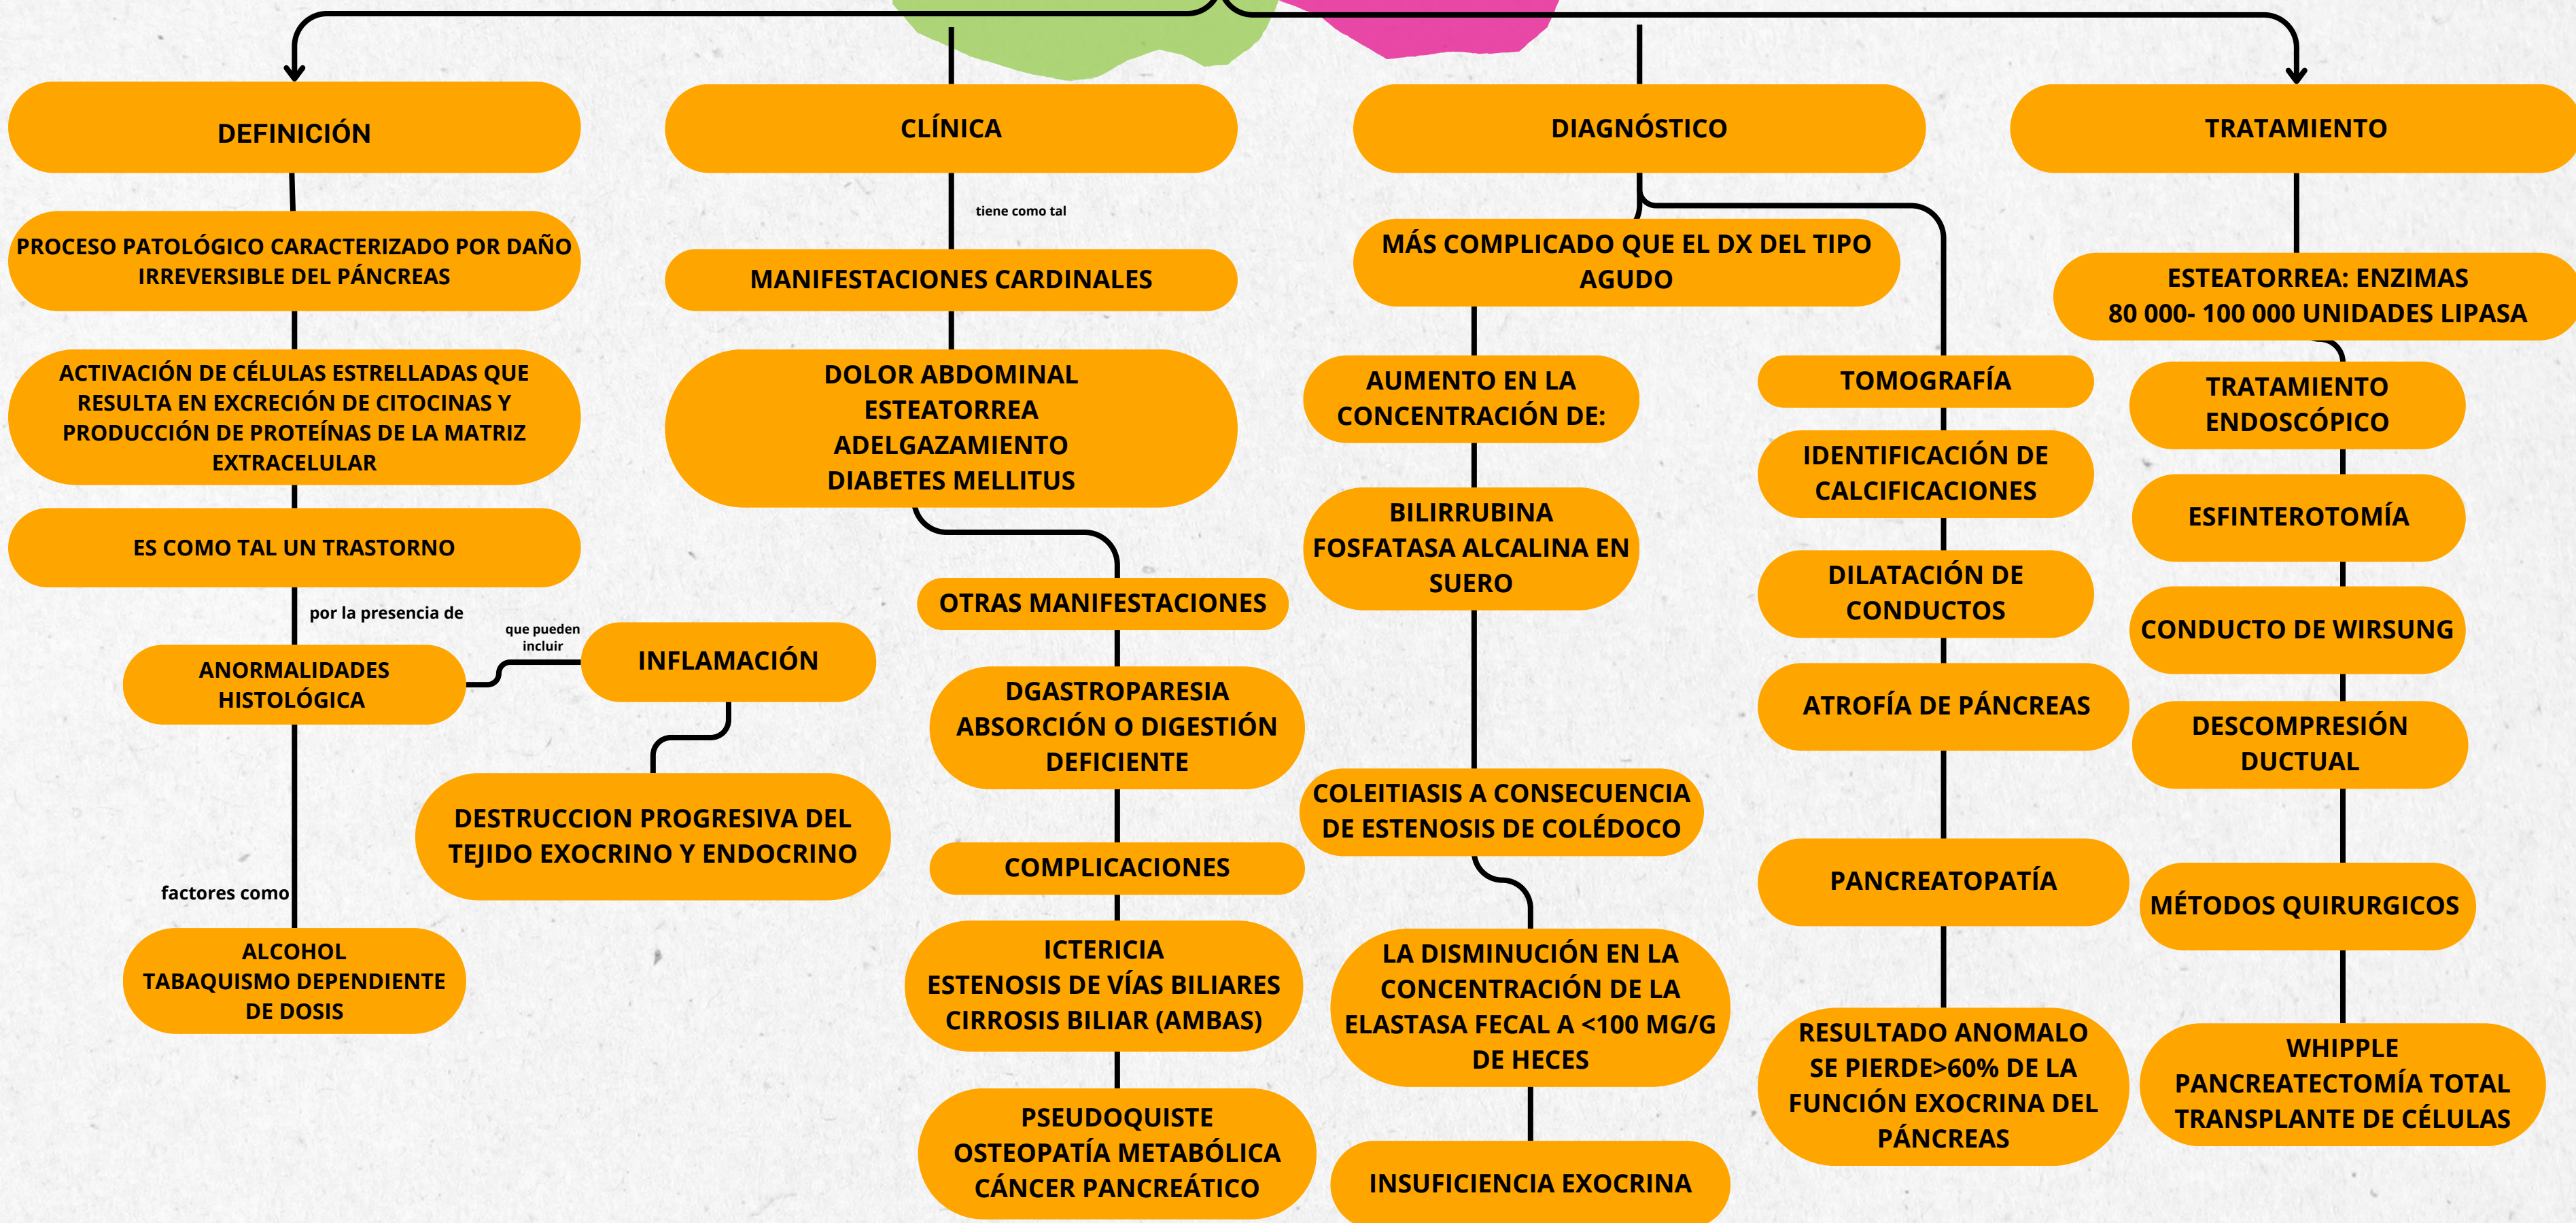 DEFINICIÓN
PROCESO PATOLÓGICO CARACTERIZADO POR DAÑO
IRREVERSIBLE DEL PÁNCREAS
ACTIVACIÓN DE CÉLULAS ESTRELLADAS QUE
RESULTA EN EXCRECIÓN DE CITOCINAS Y
PRODUCCIÓN DE PROTEÍNAS DE LA MATRIZ
EXTRACELULAR
ES COMO TAL UN TRASTORNO
por la presencia de
ANORMALIDADES
HISTOLÓGICA
que pueden
incluir
INFLAMACIÓN
DESTRUCCION PROGRESIVA DEL
TEJIDO EXOCRINO Y ENDOCRINO
factores como
ALCOHOL
TABAQUISMO DEPENDIENTE
DE DOSIS
CLÍNICA
tiene como tal
MANIFESTACIONES CARDINALES
DOLOR ABDOMINAL
ESTEATORREA
ADELGAZAMIENTO
DIABETES MELLITUS
OTRAS MANIFESTACIONES
DGASTROPARESIA
ABSORCIÓN O DIGESTIÓN
DEFICIENTE
COMPLICACIONES
ICTERICIA
ESTENOSIS DE VÍAS BILIARES
CIRROSIS BILIAR (AMBAS)
PSEUDOQUISTE
OSTEOPATÍA METABÓLICA
CÁNCER PANCREÁTICO
DIAGNÓSTICO
MÁS COMPLICADO QUE EL DX DEL TIPO
AGUDO
AUMENTO EN LA
CONCENTRACIÓN DE:
BILIRRUBINA
FOSFATASA ALCALINA EN
SUERO
COLEITIASIS A CONSECUENCIA
DE ESTENOSIS DE COLÉDOCO
LA DISMINUCIÓN EN LA
CONCENTRACIÓN DE LA
ELASTASA FECAL A <100 MG/G
DE HECES
INSUFICIENCIA EXOCRINA
TOMOGRAFÍA
IDENTIFICACIÓN DE
CALCIFICACIONES
DILATACIÓN DE
CONDUCTOS
ATROFÍA DE PÁNCREAS
PANCREATOPATÍA
RESULTADO ANOMALO
SE PIERDE>60% DE LA
FUNCIÓN EXOCRINA DEL
PÁNCREAS
TRATAMIENTO
ESTEATORREA: ENZIMAS
80 000- 100 000 UNIDADES LIPASA
TRATAMIENTO
ENDOSCÓPICO
ESFINTEROTOMÍA
CONDUCTO DE WIRSUNG
DESCOMPRESIÓN
DUCTUAL
MÉTODOS QUIRURGICOS
WHIPPLE
PANCREATECTOMÍA TOTAL
TRANSPLANTE DE CÉLULAS